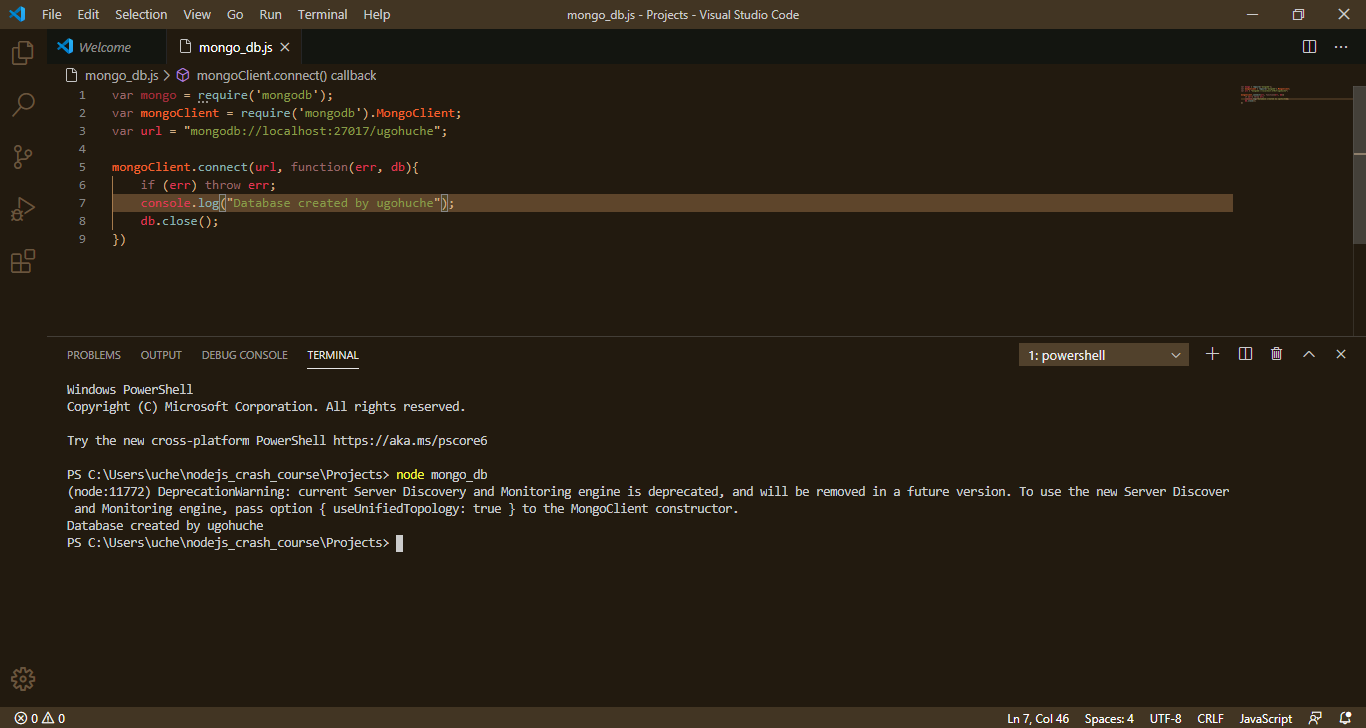 File Edit Selection View Go Run Terminal Help mongo_db.js - Projects - Visual Studio Code
Welcome mongo_db.js
mongo_db.js > mongoClient.connect() callback
1 var mongo = require('mongodb');
2 var mongoClient = require('mongodb').MongoClient;
3 var url = "mongodb://localhost:27017/ugohuche";
4
5 mongoClient.connect(url, function(err, db){
6 if (err) throw err;
7 console.log("Database created by ugohuche");
8 db.close();
9 })
PROBLEMS OUTPUT DEBUG CONSOLE TERMINAL 1: powershell
Windows PowerShell
Copyright (C) Microsoft Corporation. All rights reserved.
Try the new cross-platform PowerShell https://aka.ms/pscore6
PS C:\Users\uche\nodejs_crash_course\Projects> node mongo_db
(node:11772) DeprecationWarning: current Server Discovery and Monitoring engine is deprecated, and will be removed in a future version. To use the new Server Discover
and Monitoring engine, pass option { useUnifiedTopology: true } to the MongoClient constructor.
Database created by ugohuche
PS C:\Users\uche\nodejs_crash_course\Projects>
0 0 Ln 7, Col 46 Spaces: 4 UTF-8 CRLF JavaScript